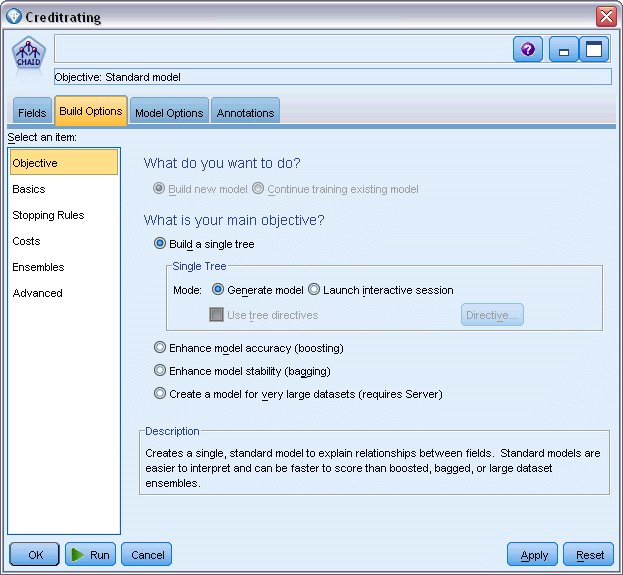 Creditrating
CHAID
Objective: Standard model
Fields Build Options Model Options Annotations
Select an item:
Objective
Basics
Stopping Rules
Costs
Ensembles
Advanced
What do you want to do?
Build new model Continue training existing model
What is your main objective?
Build a single tree
Single Tree
Mode: Generate model Launch interactive session
Use tree directives Directive...
Enhance model accuracy (boosting)
Enhance model stability (bagging)
Create a model for very large datasets (requires Server)
Description
Creates a single, standard model to explain relationships between fields. Standard models are
easier to interpret and can be faster to score than boosted, bagged, or large dataset
ensembles.
OK Run Cancel Apply Reset